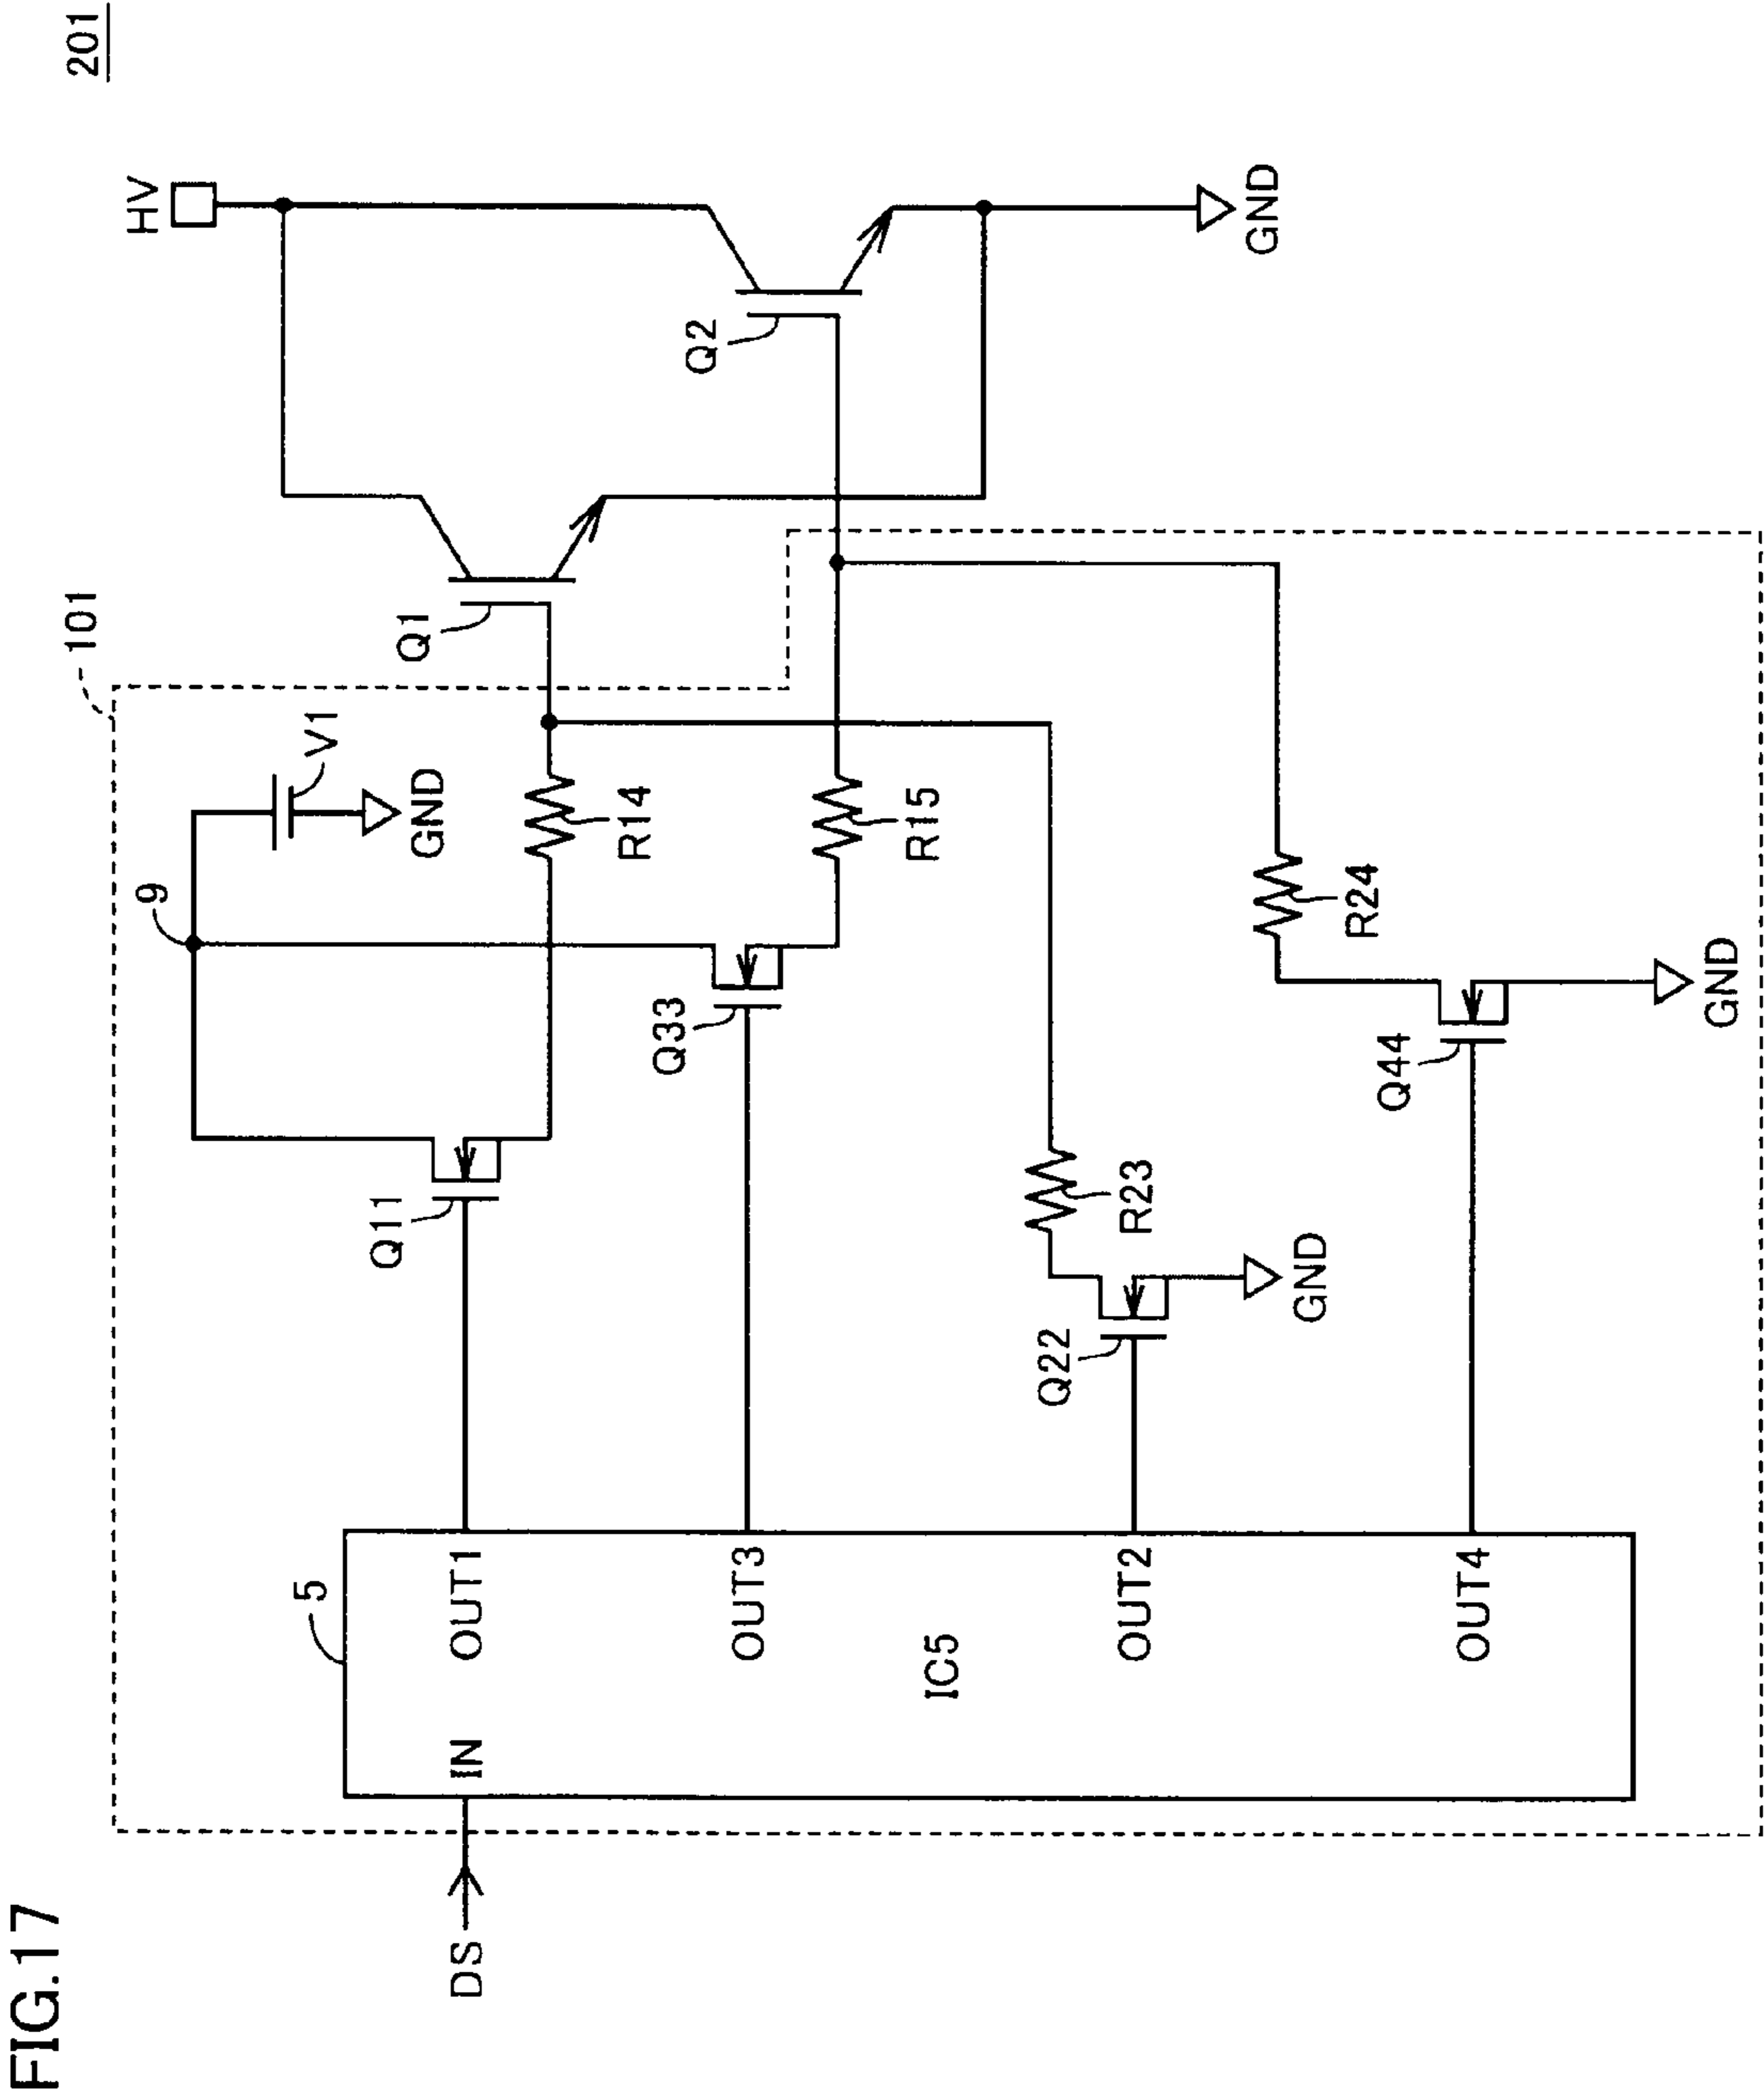 FIG.17
201
HV
101
9
V1
GND
Q1
Q2
R14
R15
Q11
Q33
GND
R23
R24
Q22
Q44
GND
GND
5
DS
IN
OUT1
OUT3
IC5
OUT2
OUT4